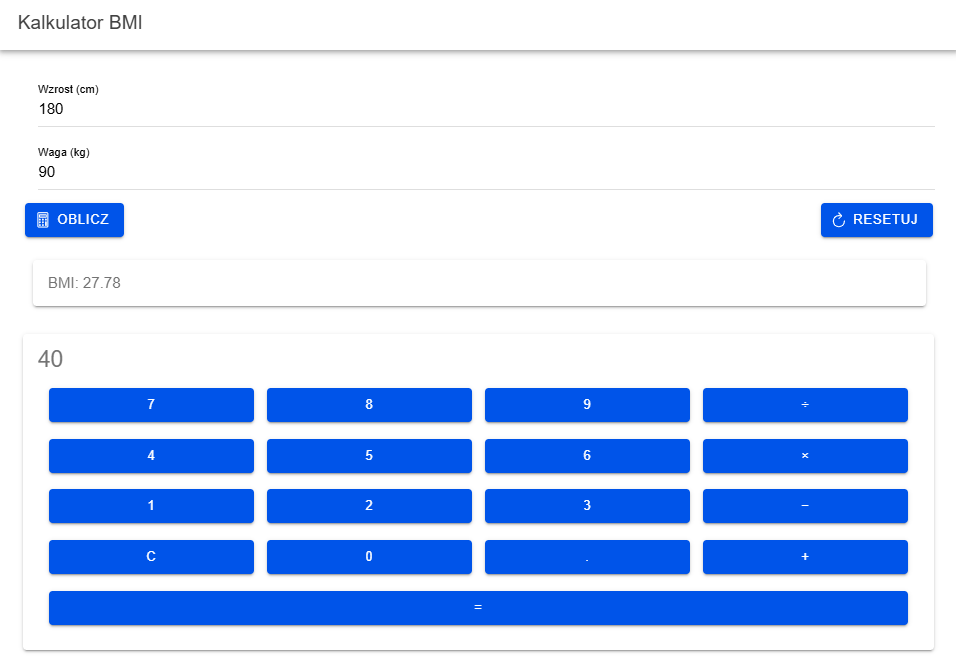 Kalkulator BMI
Wzrost (cm)
180
Waga (kg)
90
OBLICZ RESETUJ
BMI: 27.78
40
7 8 9 ÷
4 5 6 ×
1 2 3 −
C 0 . +
=